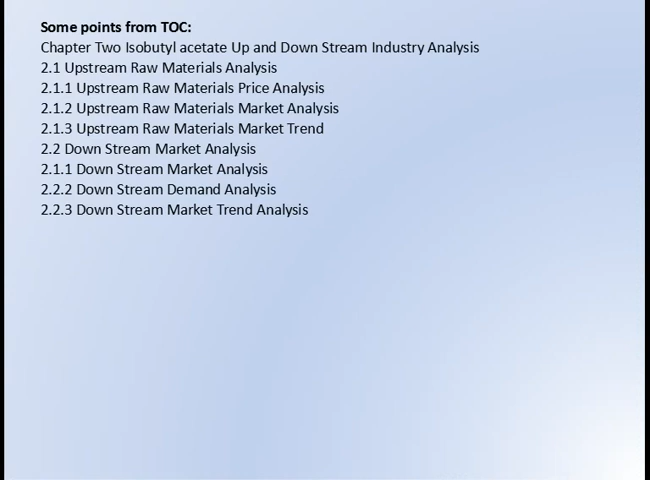 Some points from TOC:
Chapter Two Isobutyl acetate Up and Down Stream Industry Analysis
2.1 Upstream Raw Materials Analysis
2.1.1 Upstream Raw Materials Price Analysis
2.1.2 Upstream Raw Materials Market Analysis
2.1.3 Upstream Raw Materials Market Trend
2.2 Down Stream Market Analysis
2.1.1 Down Stream Market Analysis
2.2.2 Down Stream Demand Analysis
2.2.3 Down Stream Market Trend Analysis